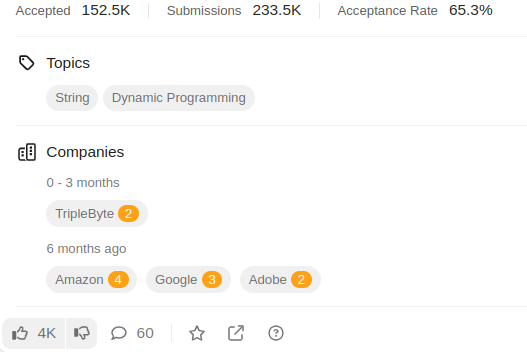 Accepted 152.5K Submissions 233.5K Acceptance Rate 65.3%
Topics
String Dynamic Programming
Companies
0 - 3 months
TripleByte 2
6 months ago
Amazon 4 Google 3 Adobe 2
4K 60